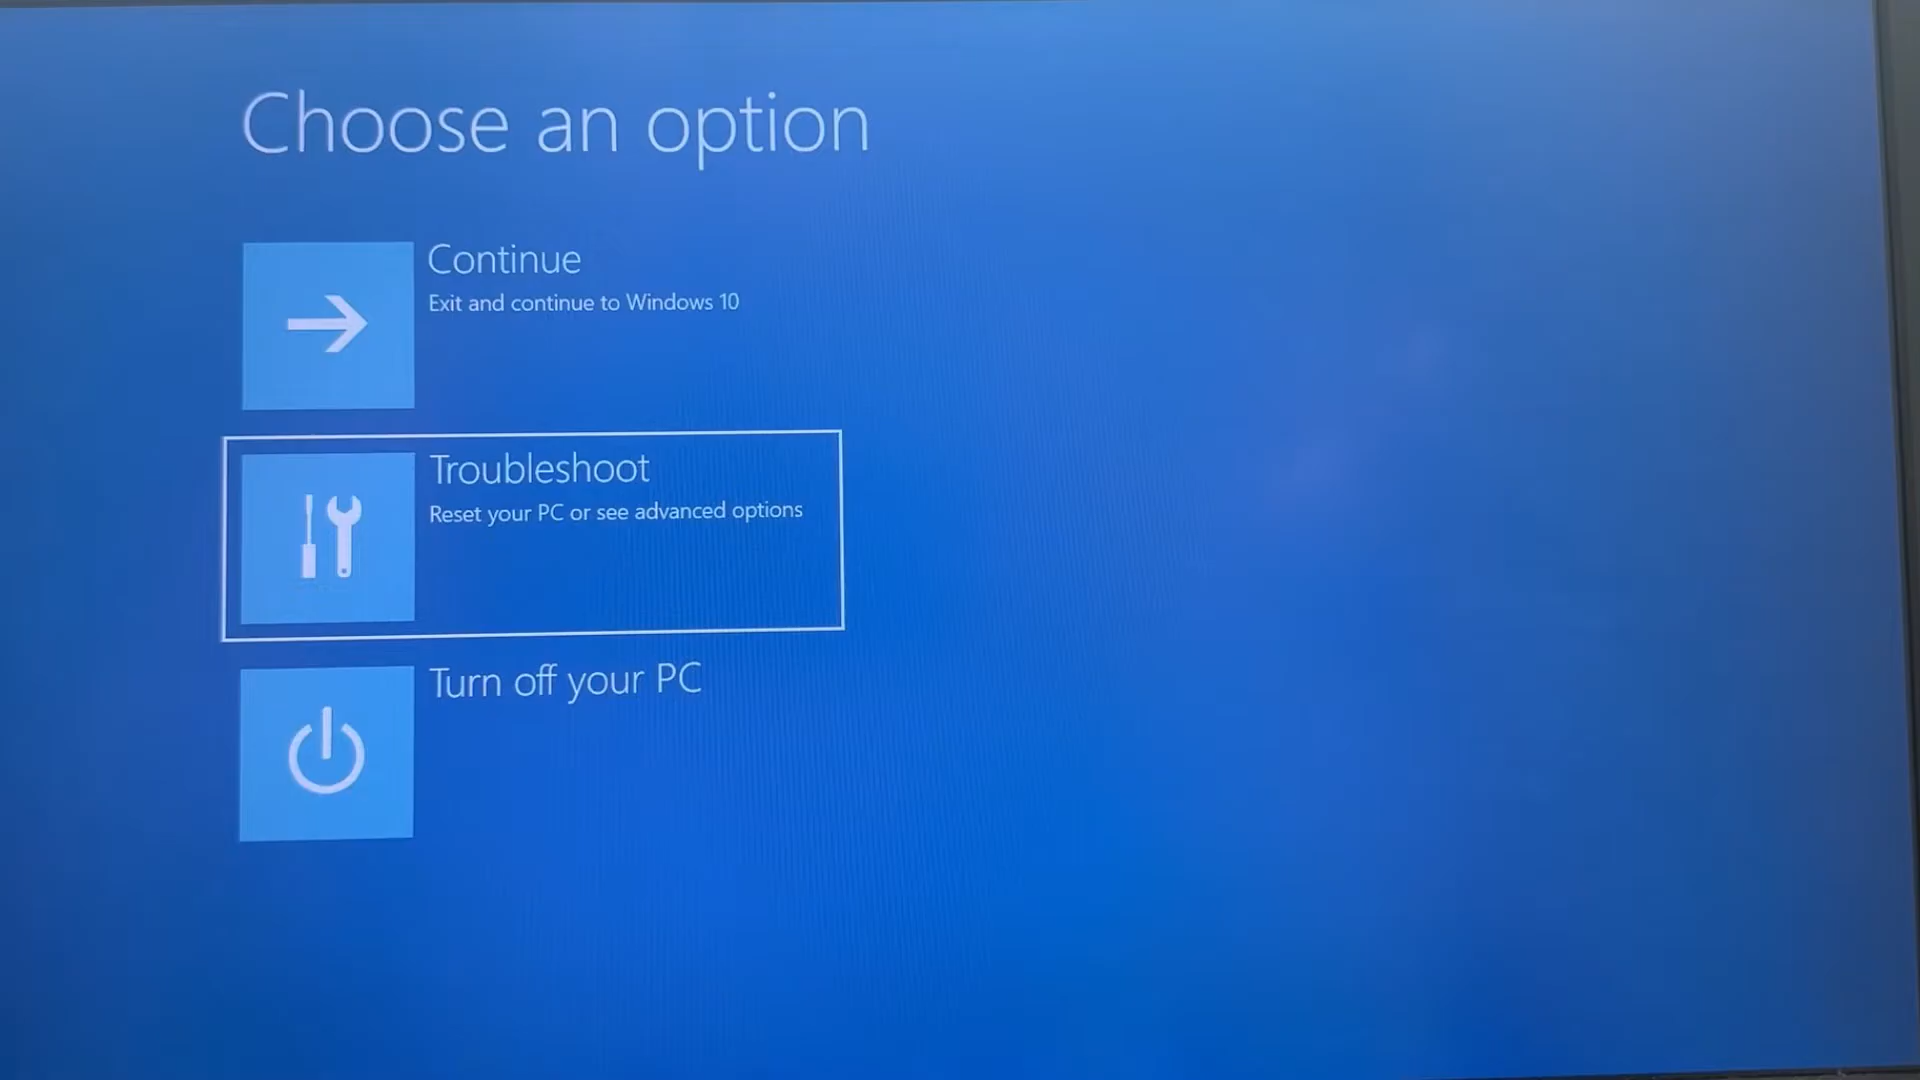 Choose an option
Continue
Exit and continue to Windows 10
Troubleshoot
Reset your PC or see advanced options
Turn off your PC